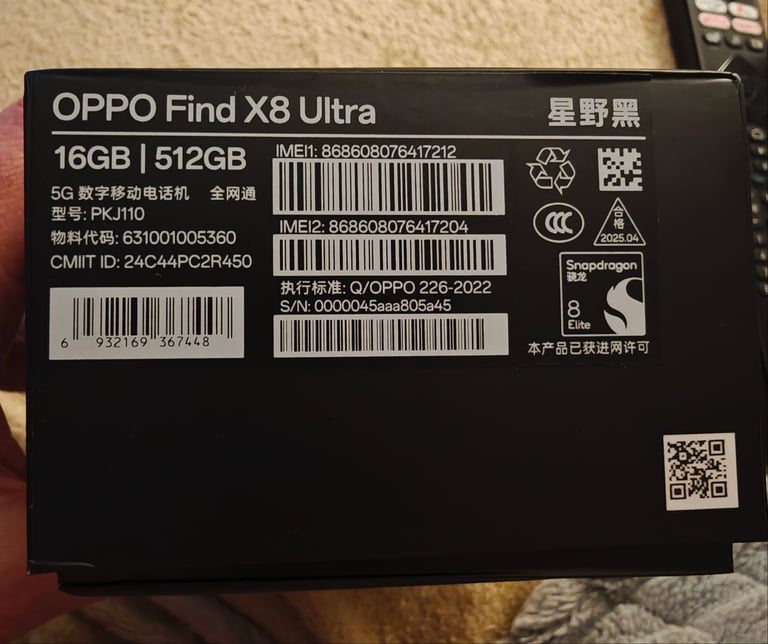 OPPO Find X8 Ultra
星野黑
16GB | 512GB
5G 数字移动电话机 全网通
型号: PKJ110
物料代码: 631001005360
CMIIT ID: 24C44PC2R450
6 932169 367448
IMEI1: 868608076417212
IMEI2: 868608076417204
执行标准: Q/OPPO 226-2022
S/N: 0000045aaa805a45
CCC
合格
2025.04
Snapdragon
骁龙
8
Elite
本产品已获进网许可